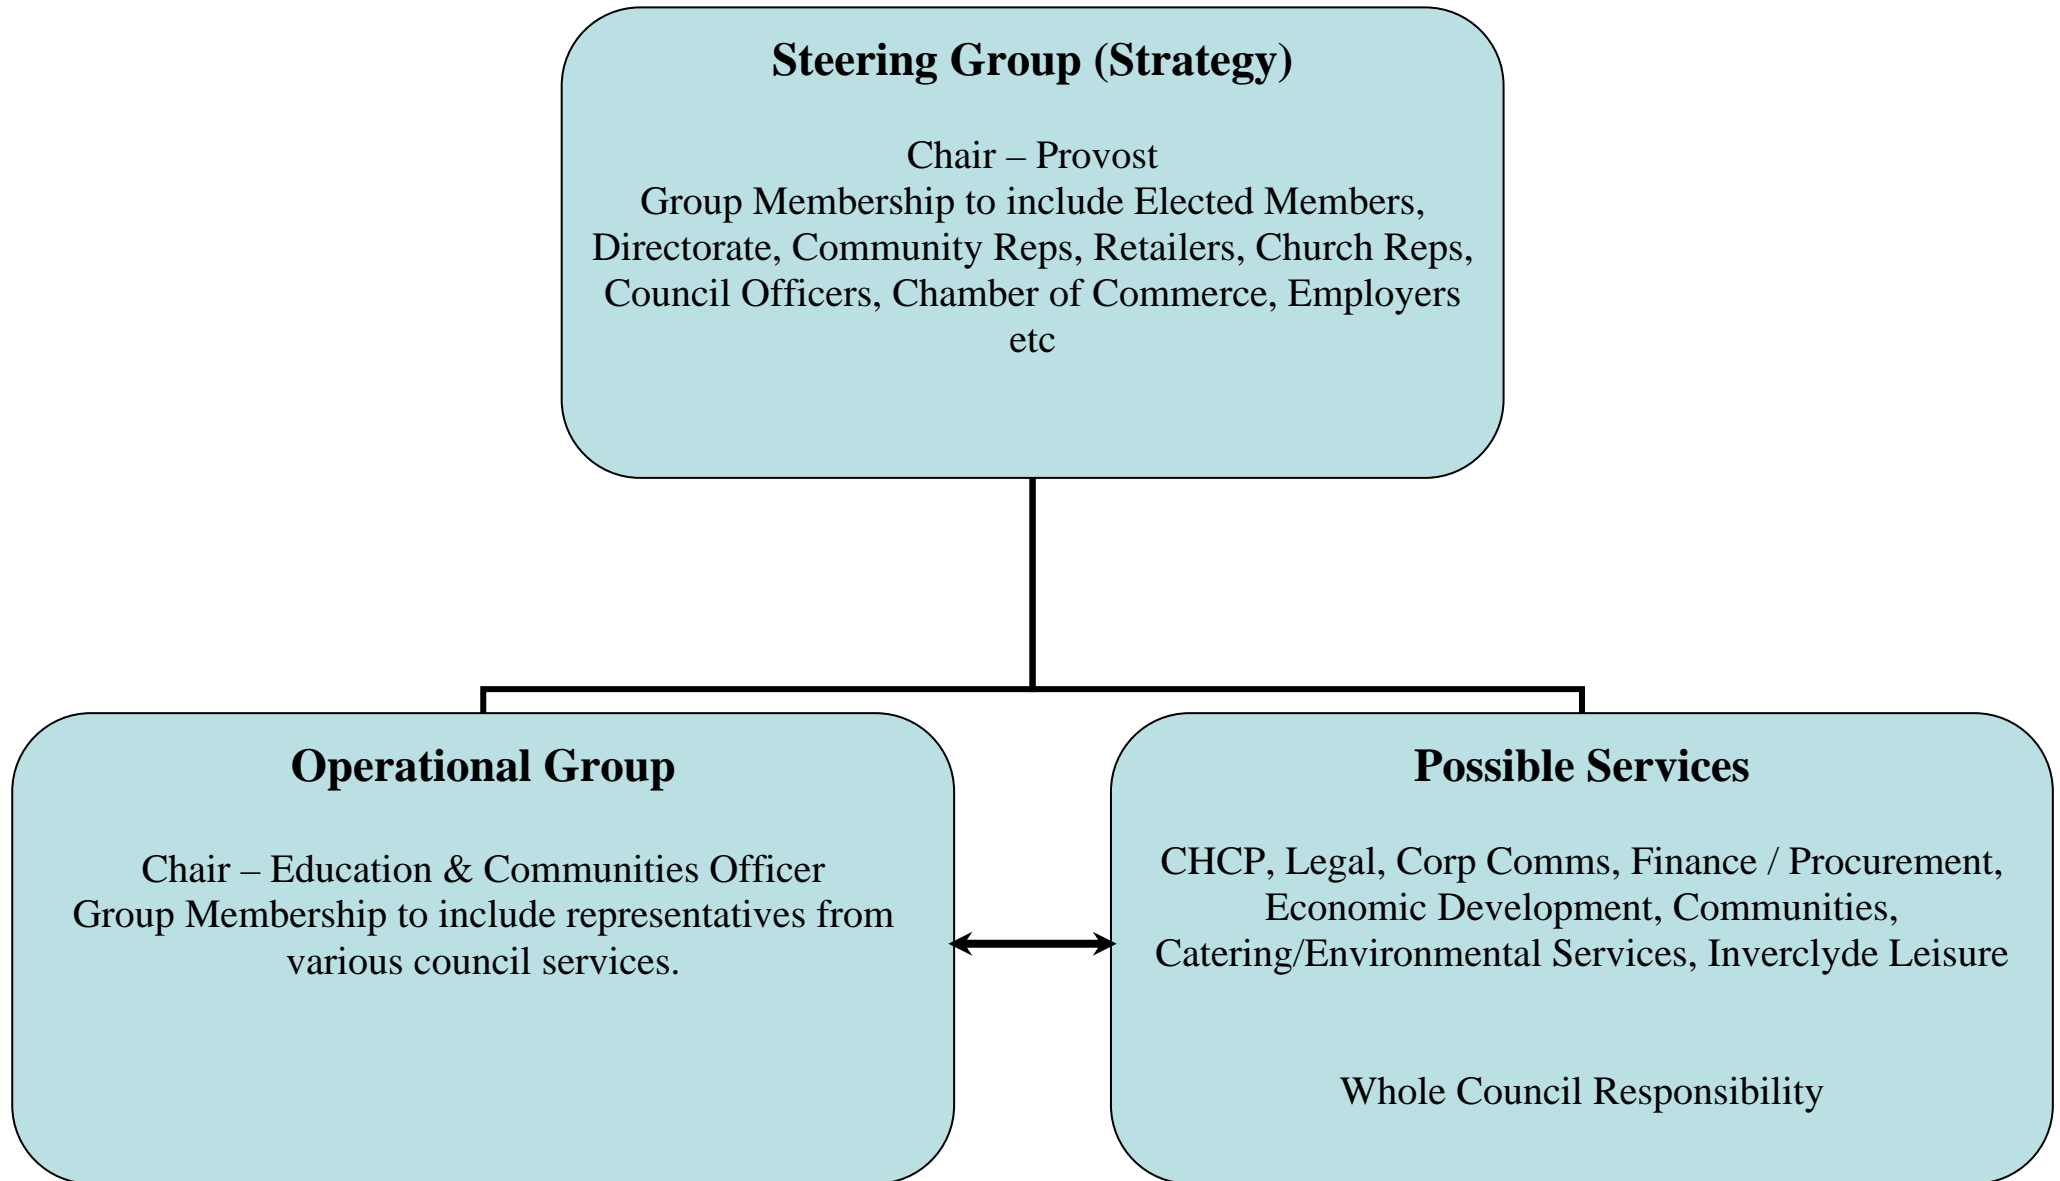 Steering Group (Strategy)
Chair – Provost
Group Membership to include Elected Members,
Directorate, Community Reps, Retailers, Church Reps,
Council Officers, Chamber of Commerce, Employers
etc
Operational Group
Chair – Education & Communities Officer
Group Membership to include representatives from
various council services.
Possible Services
CHCP, Legal, Corp Comms, Finance / Procurement,
Economic Development, Communities,
Catering/Environmental Services, Inverclyde Leisure
Whole Council Responsibility